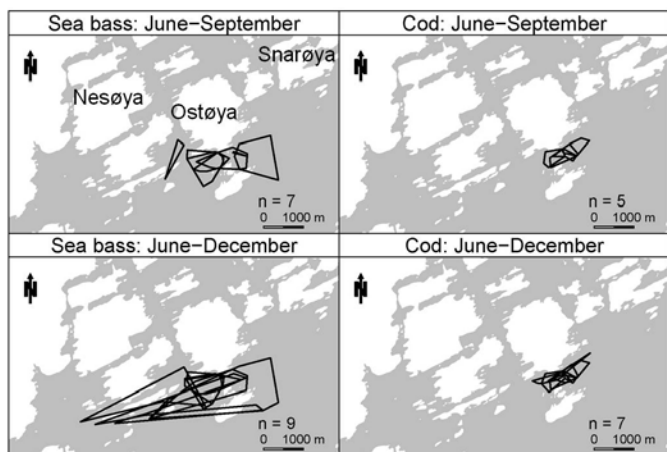 Sea bass: June−September
Cod: June−September
N
Nesøya
Ostøya
Snarøya
n = 7
0 1000 m
N
n = 5
0 1000 m
Sea bass: June−December
Cod: June−December
N
n = 9
0 1000 m
N
n = 7
0 1000 m